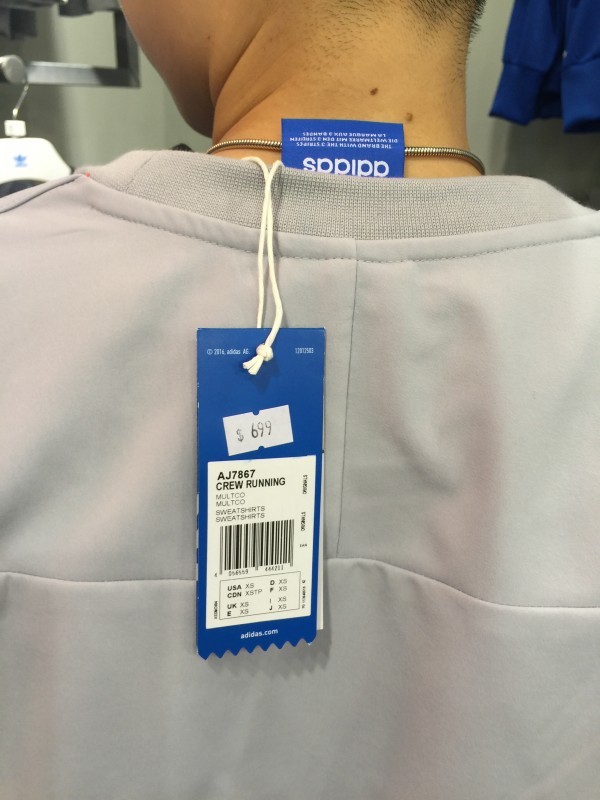 THE BRAND WITH THE 3 STRIPES
DIE WELTMARKE MIT DEN 3 STREIFEN
LA MARQUE AUX 3 BANDES
adidas
© 2016, adidas AG.
12012503
$ 699
AJ7867
CREW RUNNING
MULTCO
MULTCO
SWEATSHIRTS
SWEATSHIRTS
USA XS D XS
CDN XSTP F XS
UK XS I XS
E XS J XS
adidas.com